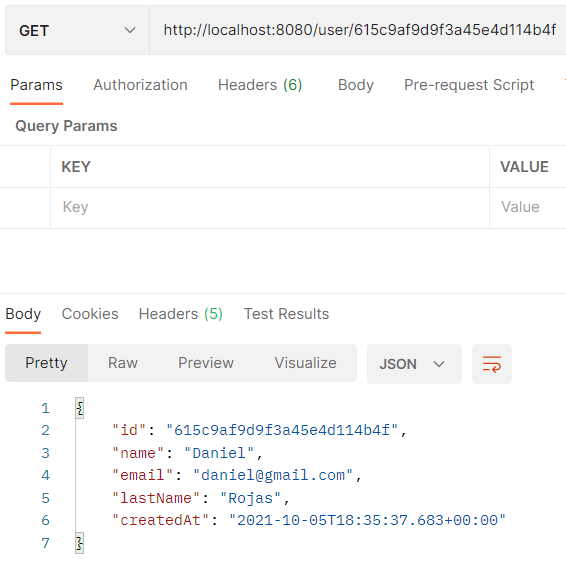 GET http://localhost:8080/user/615c9af9d9f3a45e4d114b4f
Params Authorization Headers (6) Body Pre-request Script
Query Params
KEY VALUE
Key Value
Body Cookies Headers (5) Test Results
Pretty Raw Preview Visualize JSON
1 {
2 "id": "615c9af9d9f3a45e4d114b4f",
3 "name": "Daniel",
4 "email": "daniel@gmail.com",
5 "lastName": "Rojas",
6 "createdAt": "2021-10-05T18:35:37.683+00:00"
7 }